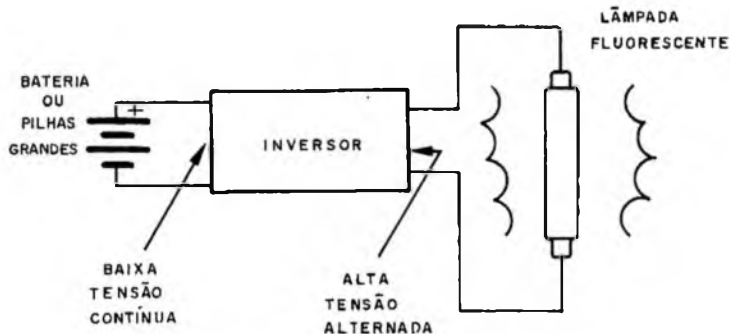 LÂMPADA
FLUORESCENTE
BATERIA
OU
PILHAS
GRANDES
+
INVERSOR
BAIXA
TENSÃO
CONTÍNUA
ALTA
TENSÃO
ALTERNADA